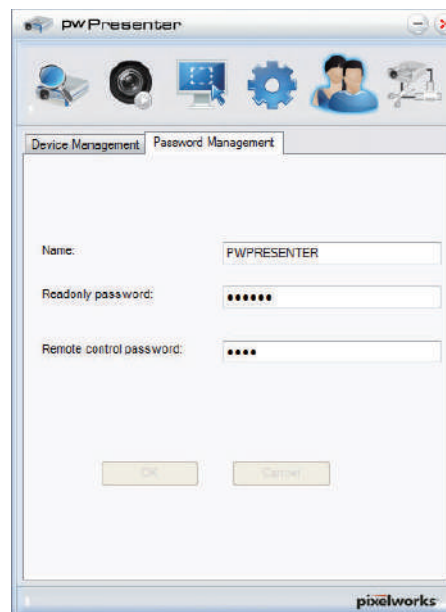 pwPresenter
Device Management Password Management
Name: PWPRESENTER
Readonly password: ••••••
Remote control password: ••••
OK Cancel
pixelworks